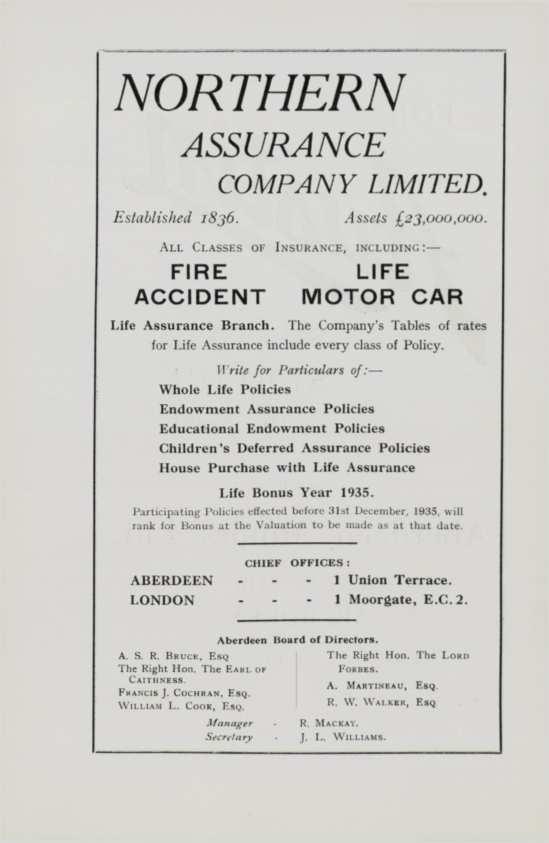 NORTHERN
ASSURANCE
COMPANY LIMITED.
Established 1836. Assets £23,000,000.
ALL CLASSES OF INSURANCE, INCLUDING:—
FIRE LIFE
ACCIDENT MOTOR CAR
Life Assurance Branch. The Company's Tables of rates
for Life Assurance include every class of Policy.
Write for Particulars of:—
Whole Life Policies
Endowment Assurance Policies
Educational Endowment Policies
Children's Deferred Assurance Policies
House Purchase with Life Assurance
Life Bonus Year 1935.
Participating Policies effected before 31st December, 1935, will
rank for Bonus at the Valuation to be made as at that date.
CHIEF OFFICES:
ABERDEEN - - - 1 Union Terrace.
LONDON - - - 1 Moorgate, E.C.2.
Aberdeen Board of Directors.
A. S. R. BRUCE, ESQ
The Right Hon. The EARL OF
CAITHNESS.
FRANCIS J. COCHRAN, ESQ.
WILLIAM L. COOK, ESQ.
The Right Hon. The LORD
FORBES.
A. MARTINEAU, ESQ.
R. W. WALKER, ESQ
Manager - R. MACKAY.
Secretary - J. L. WILLIAMS.